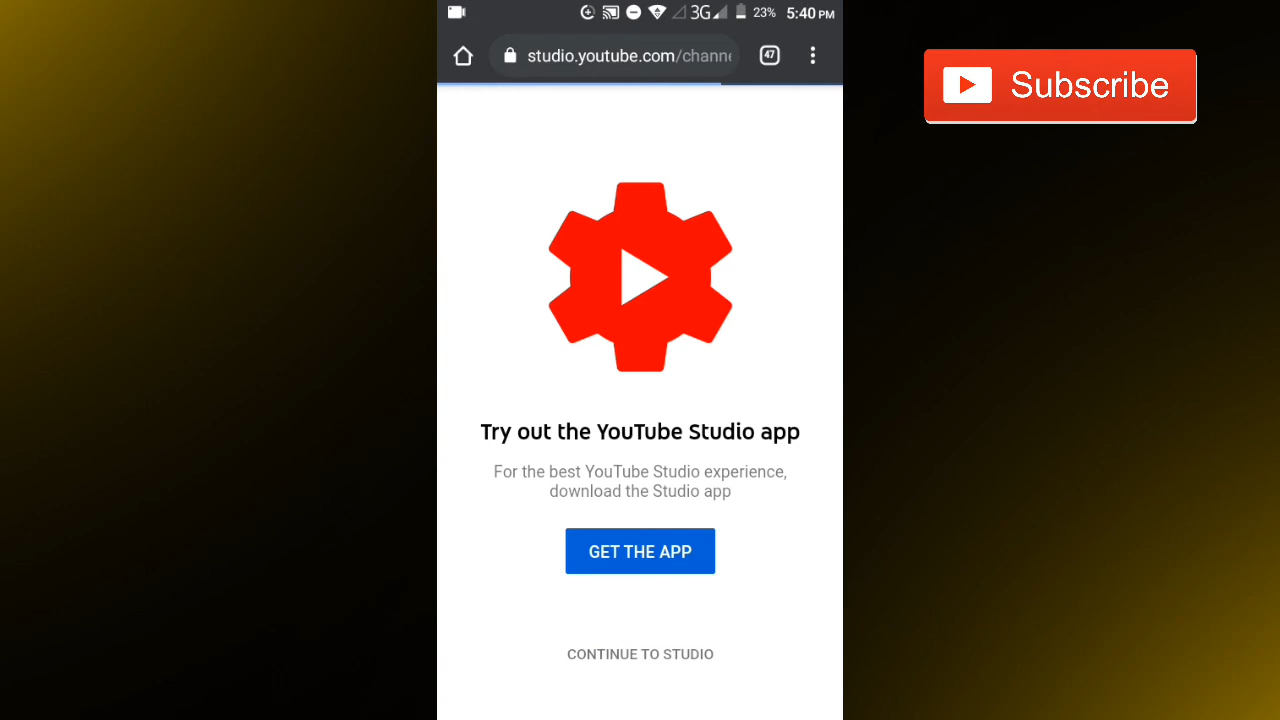 3G 23% 5:40 PM
studio.youtube.com/channe
47
Subscribe
Try out the YouTube Studio app
For the best YouTube Studio experience,
download the Studio app
GET THE APP
CONTINUE TO STUDIO